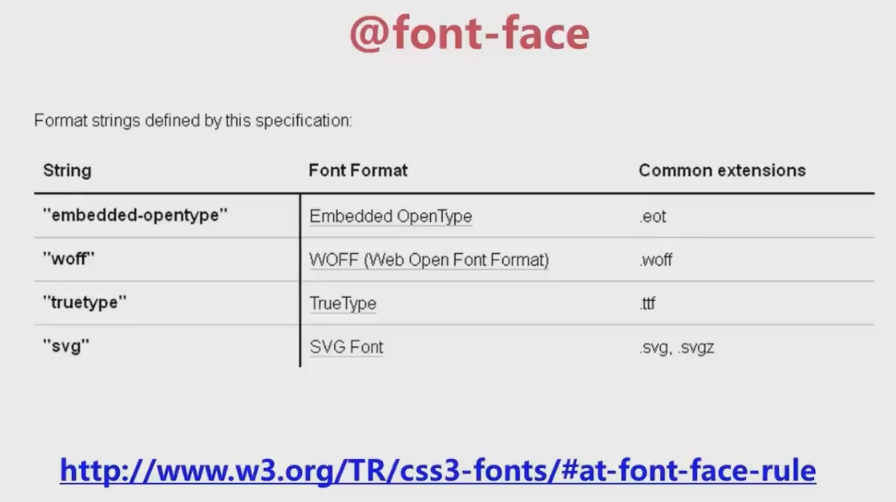 @font-face
Format strings defined by this specification:
String Font Format Common extensions
"embedded-opentype" Embedded OpenType .eot
"woff" WOFF (Web Open Font Format) .woff
"truetype" TrueType .ttf
"svg" SVG Font .svg, .svgz
http://www.w3.org/TR/css3-fonts/#at-font-face-rule